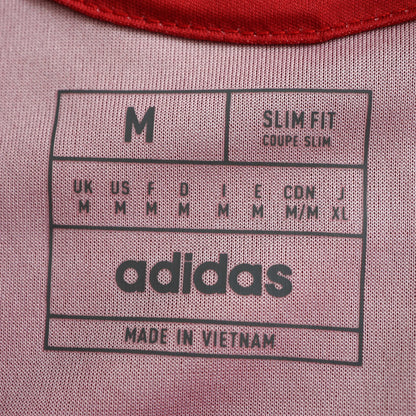 M
SLIM FIT
COUPE SLIM
UK US F D I E CDN J
M M M M M M M/M XL
adidas
MADE IN VIETNAM